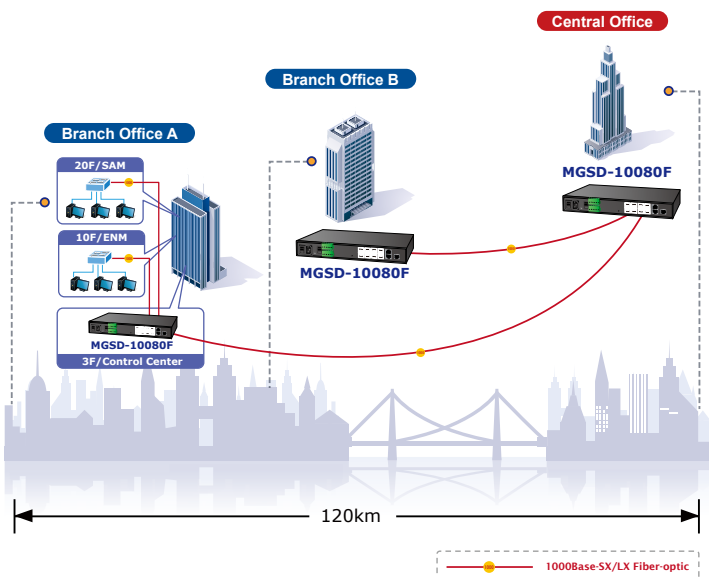 Central Office
Branch Office B
Branch Office A
20F/SAM
MGSD-10080F
10F/ENM
MGSD-10080F
MGSD-10080F
3F/Control Center
120km
1000Base-SX/LX Fiber-optic